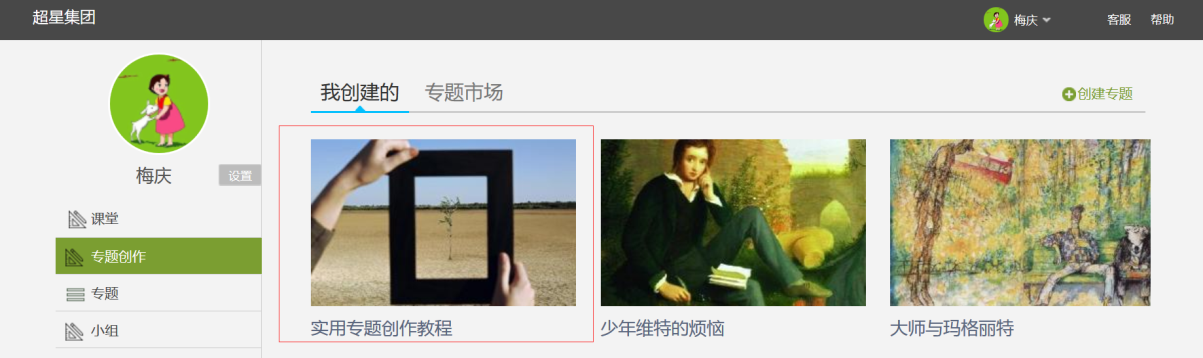 超星集团
梅庆
客服
帮助
梅庆
设置
课堂
专题创作
专题
小组
我创建的
专题市场
创建专题
实用专题创作教程
少年维特的烦恼
大师与玛格丽特